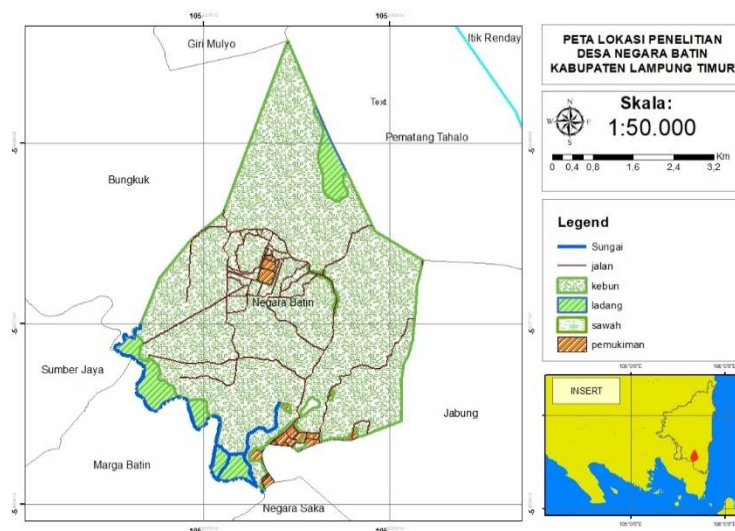 105
105
Giri Mulyo
Itik Renday
Text
Pematang Tahalo
Bungkuk
Negara Batin
Sumber Jaya
Jabung
Marga Batin
Negara Saka
PETA LOKASI PENELITIAN
DESA NEGARA BATIN
KABUPATEN LAMPUNG TIMUR
N
W E
S
Skala:
1:50.000
Km
0 0,4 0,8 1,6 2,4 3,2
Legend
Sungai
jalan
kebun
ladang
sawah
pemukiman
INSERT